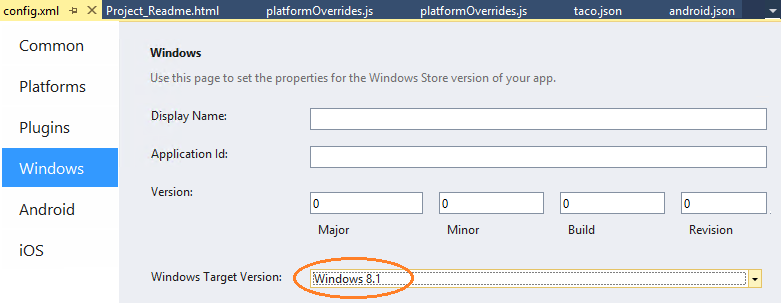 config.xml Project_Readme.html platformOverrides.js platformOverrides.js taco.json android.json
Common
Platforms
Plugins
Windows
Android
iOS
Windows
Use this page to set the properties for the Windows Store version of your app.
Display Name:
Application Id:
Version:
0 0 0 0
Major Minor Build Revision
Windows Target Version: Windows 8.1